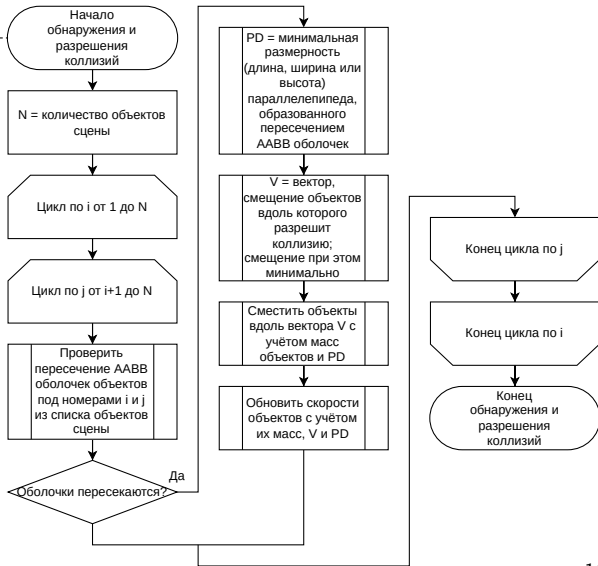 Начало
обнаружения и
разрешения
коллизий
N = количество объектов
сцены
Цикл по i от 1 до N
Цикл по j от i+1 до N
Проверить
пересечение AABB
оболочек объектов
под номерами i и j
из списка объектов
сцены
Оболочки пересекаются?
Да
PD = минимальная
размерность
(длина, ширина или
высота)
параллелепипеда,
образованного
пересечением
AABB оболочек
V = вектор,
смещение объектов
вдоль которого
разрешит
коллизию;
смещение при этом
минимально
Сместить объекты
вдоль вектора V с
учётом масс
объектов и PD
Обновить скорости
объектов с учётом
их масс, V и PD
Конец цикла по j
Конец цикла по i
Конец
обнаружения и
разрешения
коллизий